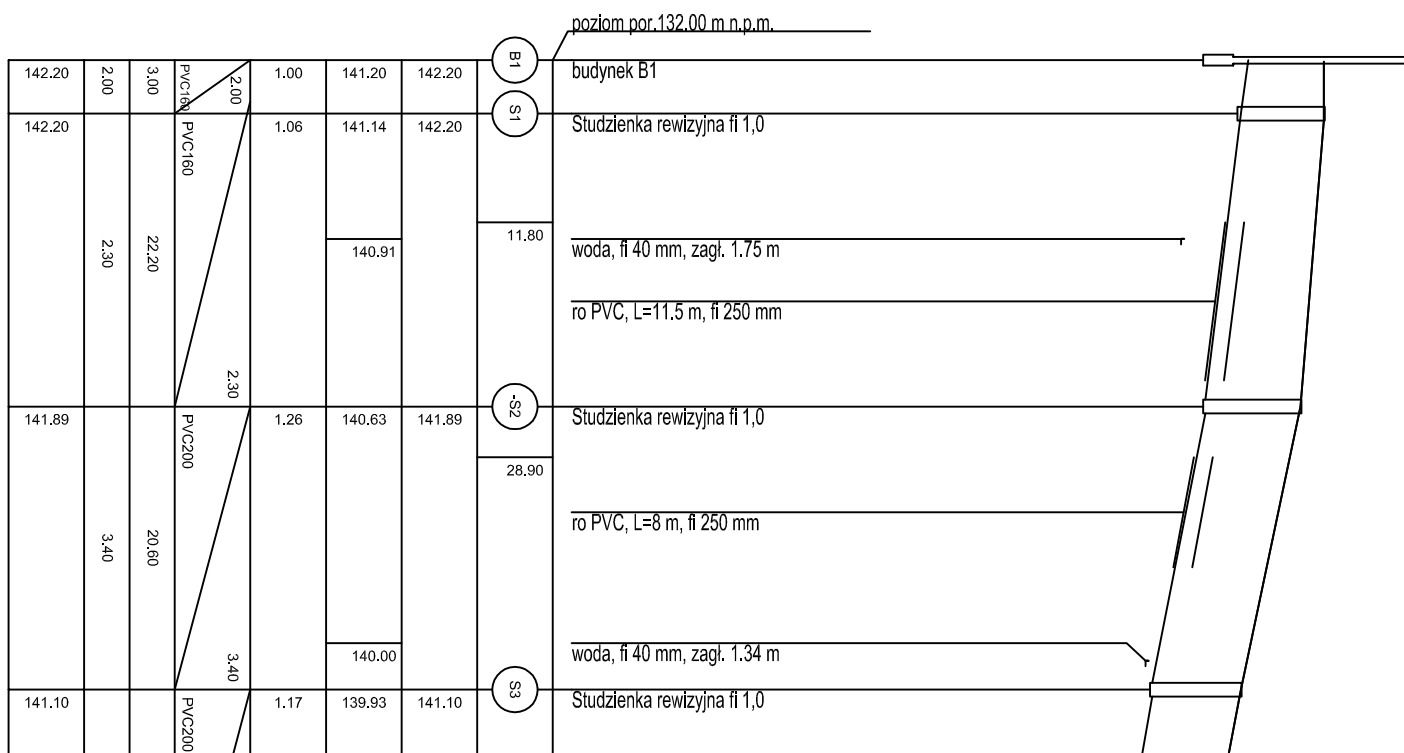 poziom por.132.00 m n.p.m.
142.20 2.00 3.00 PVC160 2.00 1.00 141.20 142.20 B1 budynek B1
142.20 PVC160 1.06 141.14 142.20 S1 Studzienka rewizyjna fi 1,0
2.30 22.20 140.91 11.80 woda, fi 40 mm, zagł. 1.75 m
ro PVC, L=11.5 m, fi 250 mm
2.30
141.89 PVC200 1.26 140.63 141.89 -S2 Studzienka rewizyjna fi 1,0
28.90
3.40 20.60 ro PVC, L=8 m, fi 250 mm
3.40 140.00 woda, fi 40 mm, zagł. 1.34 m
141.10 PVC200 1.17 139.93 141.10 S3 Studzienka rewizyjna fi 1,0